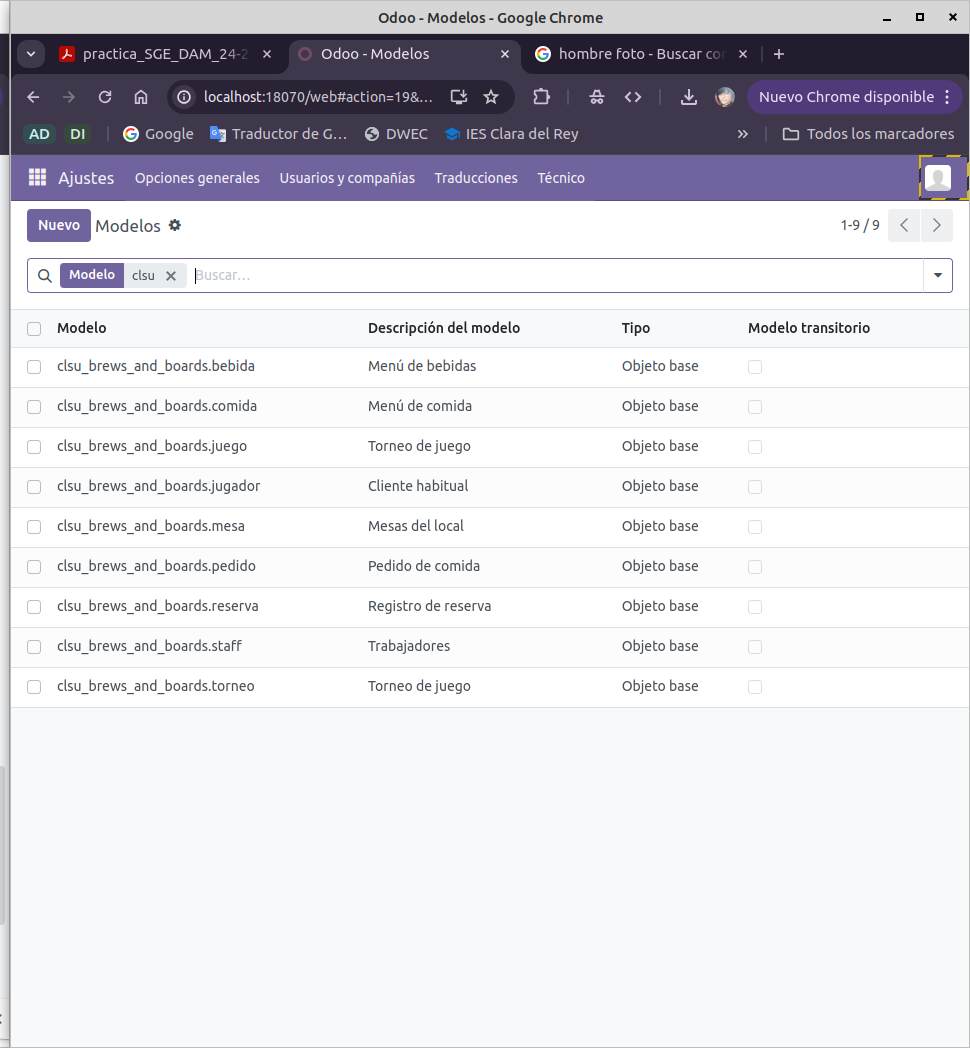 Odoo - Modelos - Google Chrome
practica_SGE_DAM_24-2
Odoo - Modelos
hombre foto - Buscar co
localhost:18070/web#action=19&...
Nuevo Chrome disponible
AD DI Google Traductor de G... DWEC IES Clara del Rey » Todos los marcadores
Ajustes Opciones generales Usuarios y compañías Traducciones Técnico
Nuevo Modelos 1-9 / 9
Modelo clsu Buscar...
Modelo Descripción del modelo Tipo Modelo transitorio
clsu_brews_and_boards.bebida Menú de bebidas Objeto base
clsu_brews_and_boards.comida Menú de comida Objeto base
clsu_brews_and_boards.juego Torneo de juego Objeto base
clsu_brews_and_boards.jugador Cliente habitual Objeto base
clsu_brews_and_boards.mesa Mesas del local Objeto base
clsu_brews_and_boards.pedido Pedido de comida Objeto base
clsu_brews_and_boards.reserva Registro de reserva Objeto base
clsu_brews_and_boards.staff Trabajadores Objeto base
clsu_brews_and_boards.torneo Torneo de juego Objeto base